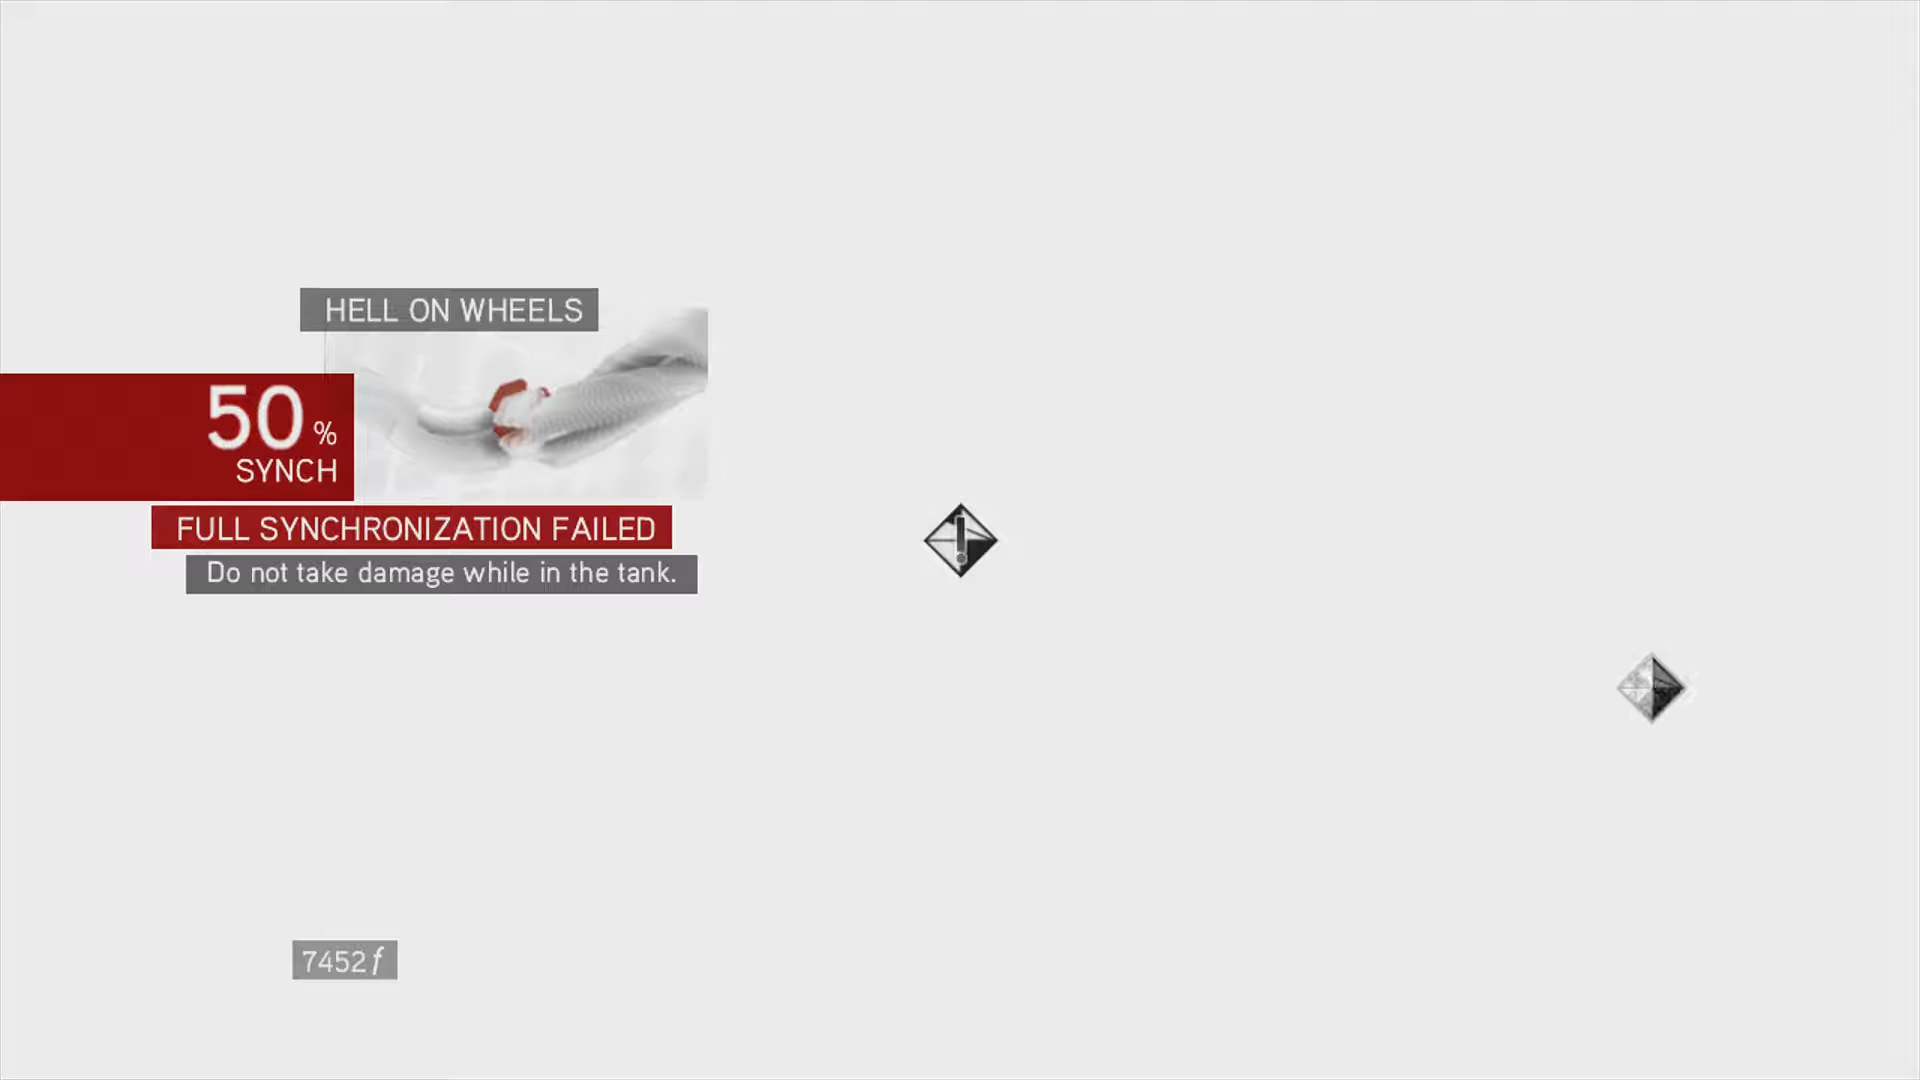 HELL ON WHEELS
50 %
SYNCH
FULL SYNCHRONIZATION FAILED
Do not take damage while in the tank.
7452 ƒ